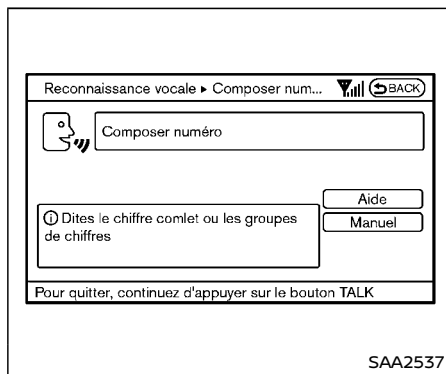 Reconnaissance vocale ▸ Composer num... BACK
Composer numéro
Aide
ⓘ Dites le chiffre comlet ou les groupes
de chiffres
Manuel
Pour quitter, continuez d'appuyer sur le bouton TALK
SAA2537